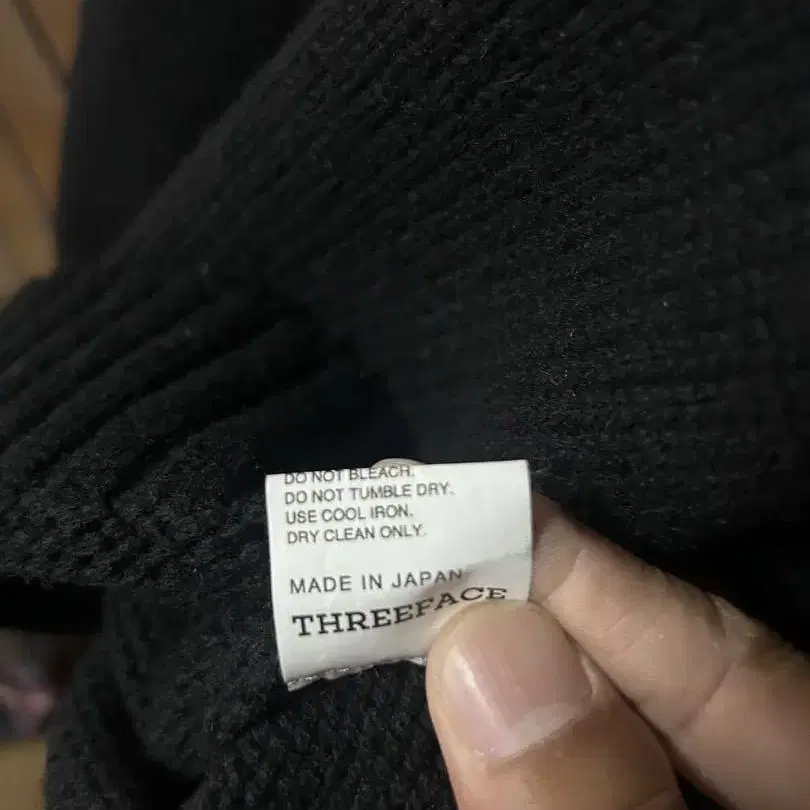 DO NOT BLEACH.
DO NOT TUMBLE DRY.
USE COOL IRON.
DRY CLEAN ONLY.
MADE IN JAPAN
THREEFACE